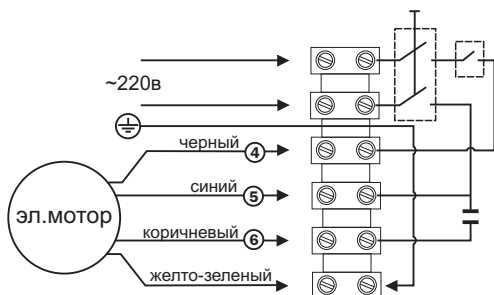 ~220в
черный 4
синий 5
эл.мотор
коричневый 6
желто-зеленый